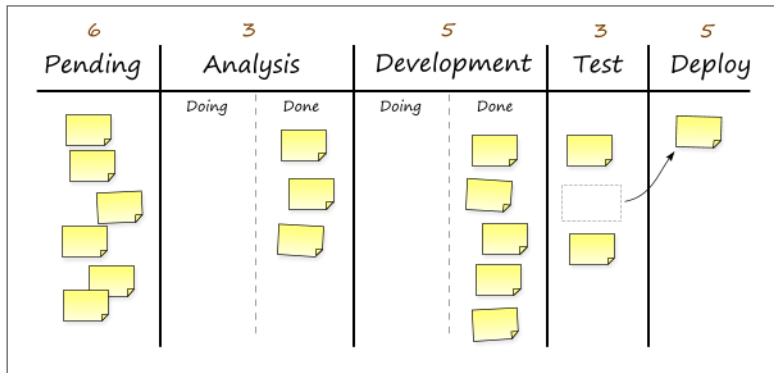 6 3 5 3 5
Pending Analysis Development Test Deploy
Doing Done Doing Done